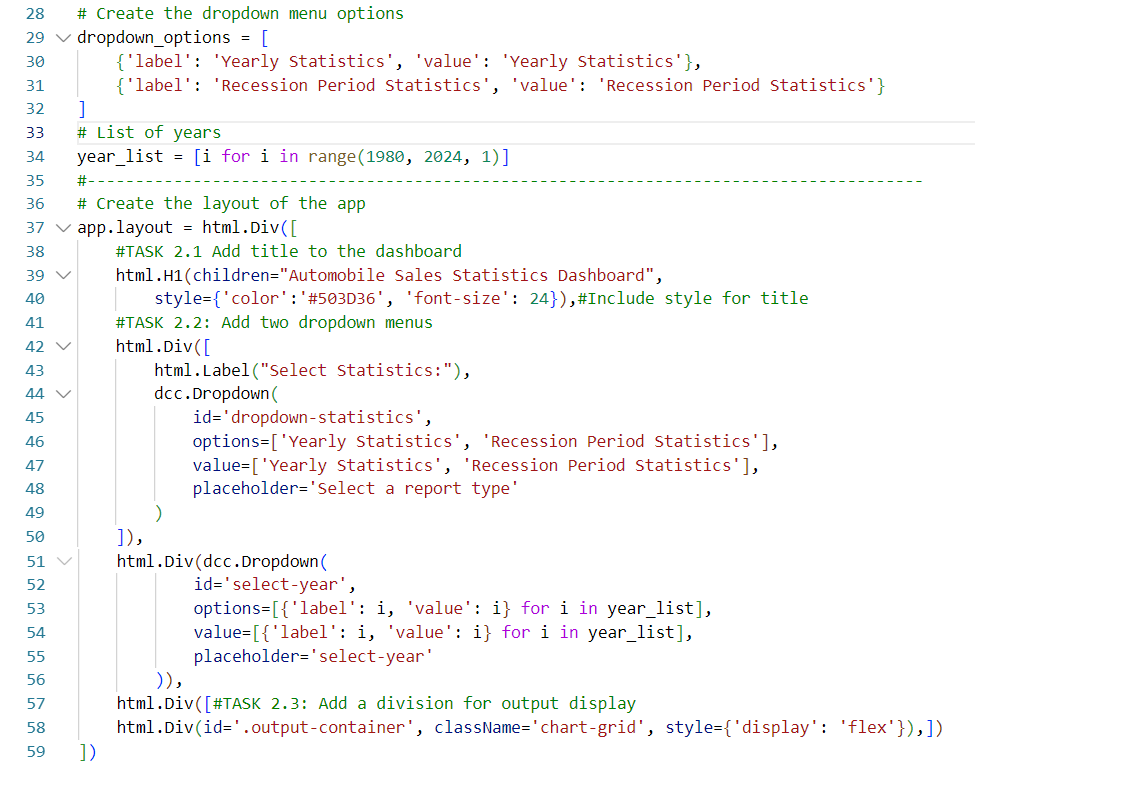 28 # Create the dropdown menu options
29 dropdown_options = [
30     {'label': 'Yearly Statistics', 'value': 'Yearly Statistics'},
31     {'label': 'Recession Period Statistics', 'value': 'Recession Period Statistics'}
32 ]
33 # List of years
34 year_list = [i for i in range(1980, 2024, 1)]
35 #---------------------------------------------------------------------------------------
36 # Create the layout of the app
37 app.layout = html.Div([
38     #TASK 2.1 Add title to the dashboard
39     html.H1(children="Automobile Sales Statistics Dashboard",
40         style={'color':'#503D36', 'font-size': 24}),#Include style for title
41     #TASK 2.2: Add two dropdown menus
42     html.Div([
43         html.Label("Select Statistics:"),
44         dcc.Dropdown(
45             id='dropdown-statistics',
46             options=['Yearly Statistics', 'Recession Period Statistics'],
47             value=['Yearly Statistics', 'Recession Period Statistics'],
48             placeholder='Select a report type'
49         )
50     ]),
51     html.Div(dcc.Dropdown(
52             id='select-year',
53             options=[{'label': i, 'value': i} for i in year_list],
54             value=[{'label': i, 'value': i} for i in year_list],
55             placeholder='select-year'
56         )),
57     html.Div([#TASK 2.3: Add a division for output display
58     html.Div(id='.output-container', className='chart-grid', style={'display': 'flex'}),])
59 ])